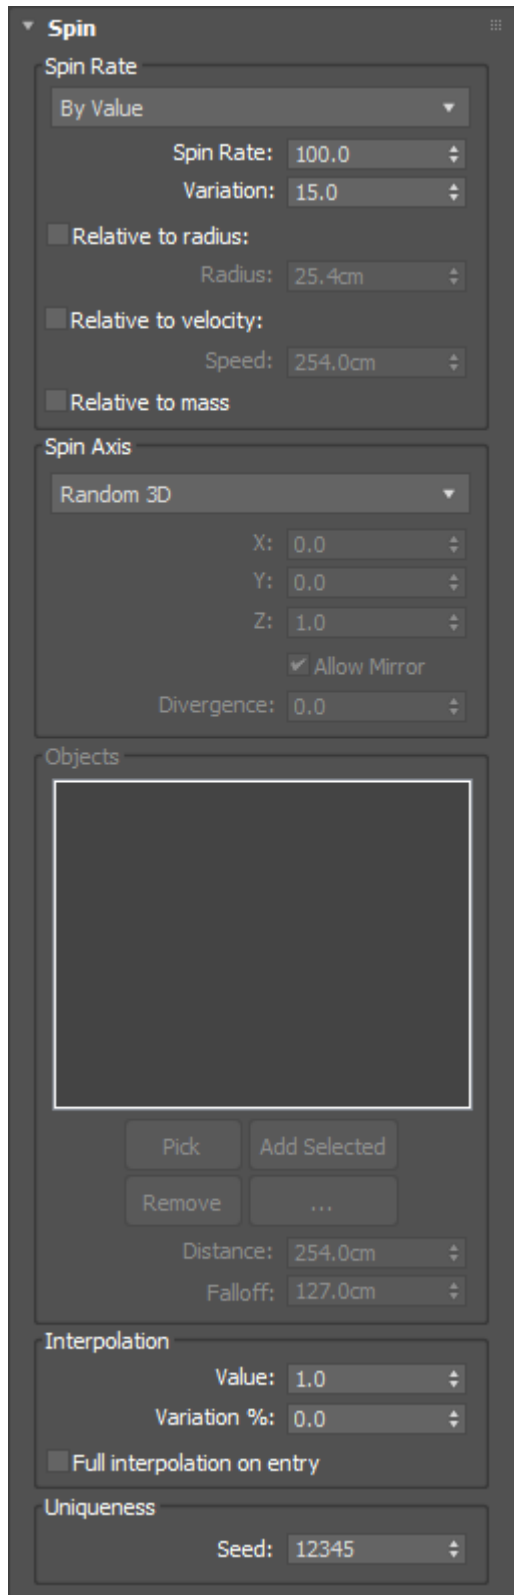 Spin
Spin Rate
By Value
Spin Rate: 100.0
Variation: 15.0
Relative to radius:
Radius: 25.4cm
Relative to velocity:
Speed: 254.0cm
Relative to mass
Spin Axis
Random 3D
X: 0.0
Y: 0.0
Z: 1.0
Allow Mirror
Divergence: 0.0
Objects
Pick Add Selected
Remove ...
Distance: 254.0cm
Falloff: 127.0cm
Interpolation
Value: 1.0
Variation %: 0.0
Full interpolation on entry
Uniqueness
Seed: 12345